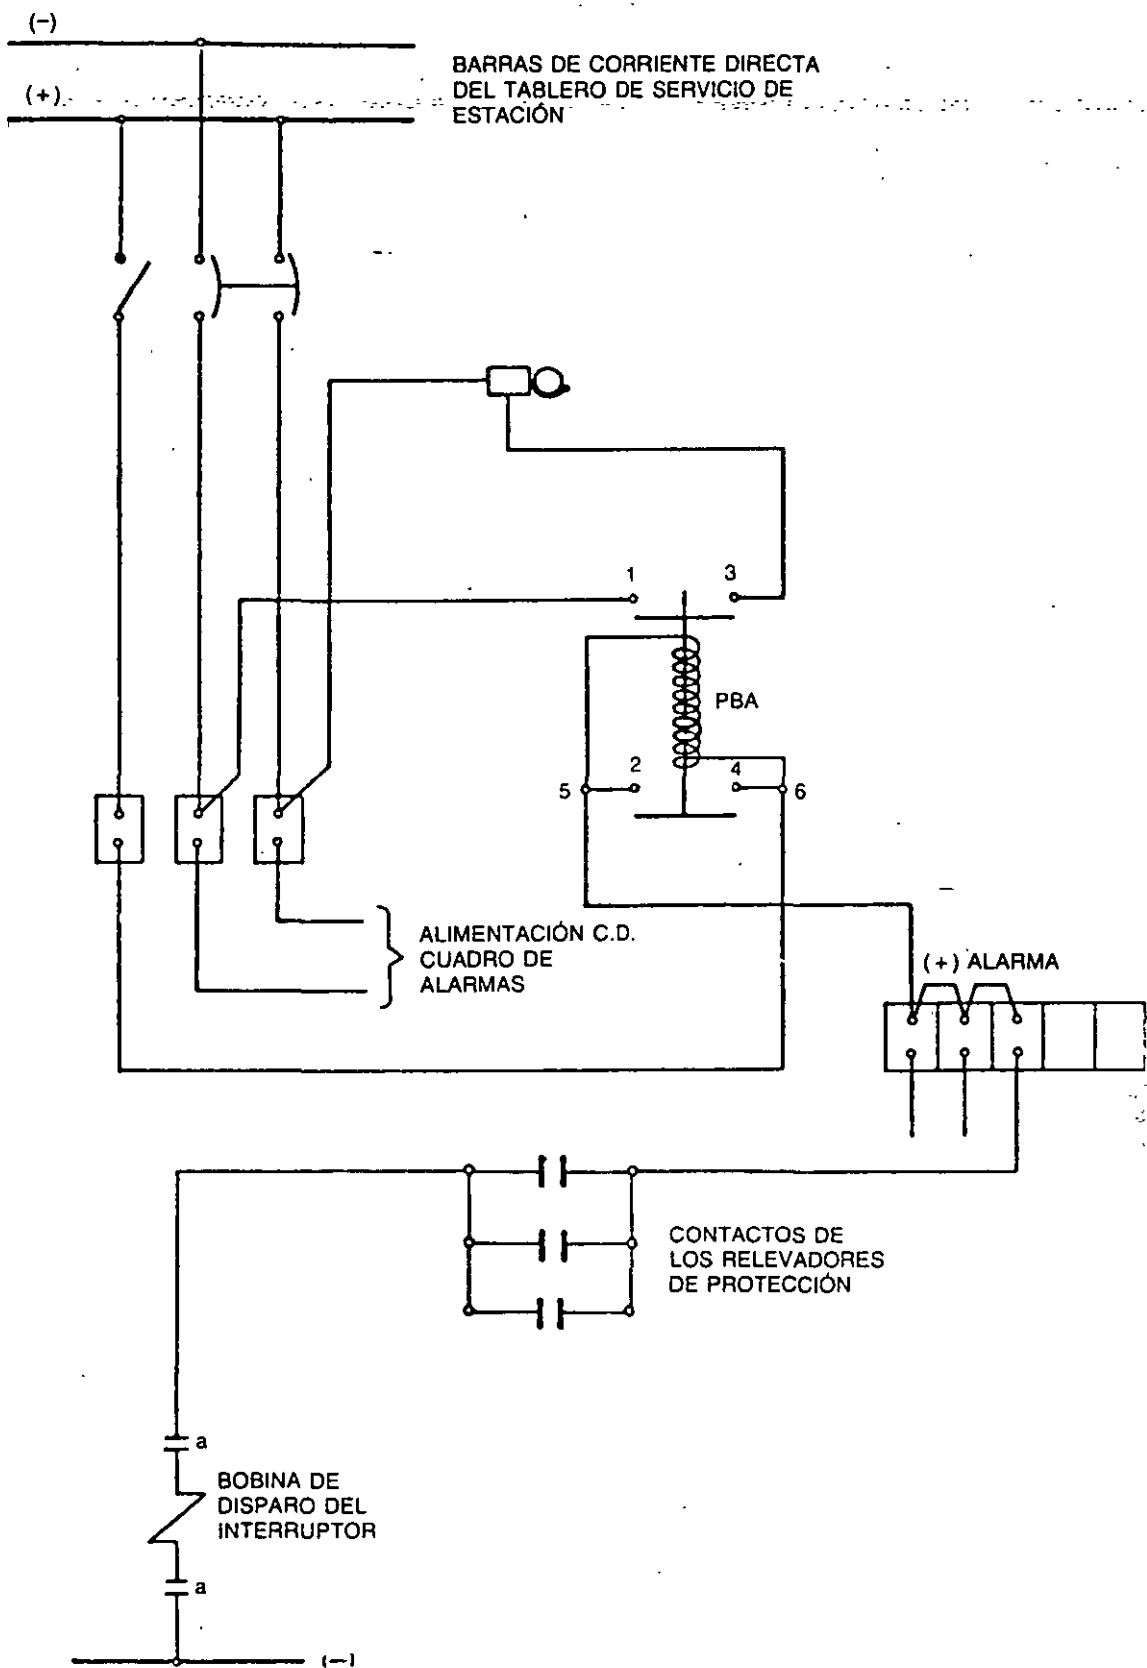 (-)
BARRAS DE CORRIENTE DIRECTA
DEL TABLERO DE SERVICIO DE
ESTACIÓN
(+)
1
3
PBA
2
4
5
6
ALIMENTACIÓN C.D.
CUADRO DE
ALARMAS
(+) ALARMA
CONTACTOS DE
LOS RELEVADORES
DE PROTECCIÓN
a
BOBINA DE
DISPARO DEL
INTERRUPTOR
a
(-)